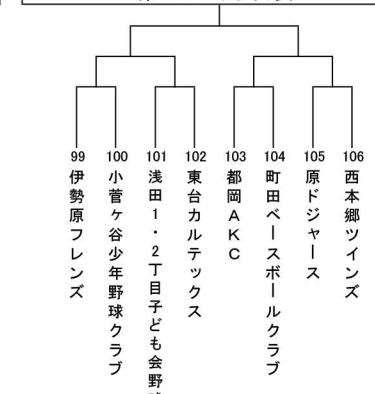 99
伊勢原フレンズ
100
小菅ヶ谷少年野球クラブ
101
浅田1・2丁目子ども会野
102
東台カルテックス
103
都岡AKC
104
町田ベースボールクラブ
105
原ドジャース
106
西本郷ツインズ